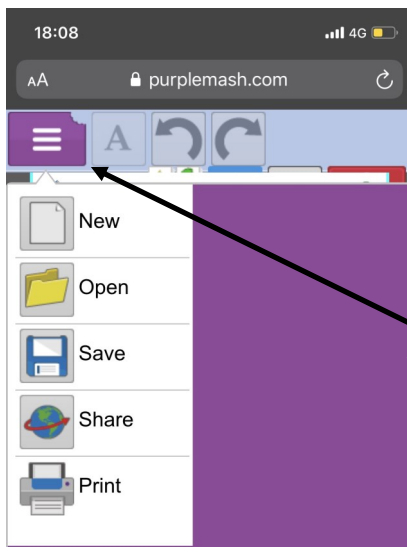 18:08
4G
AA
purplemash.com
A
New
Open
Save
Share
Print